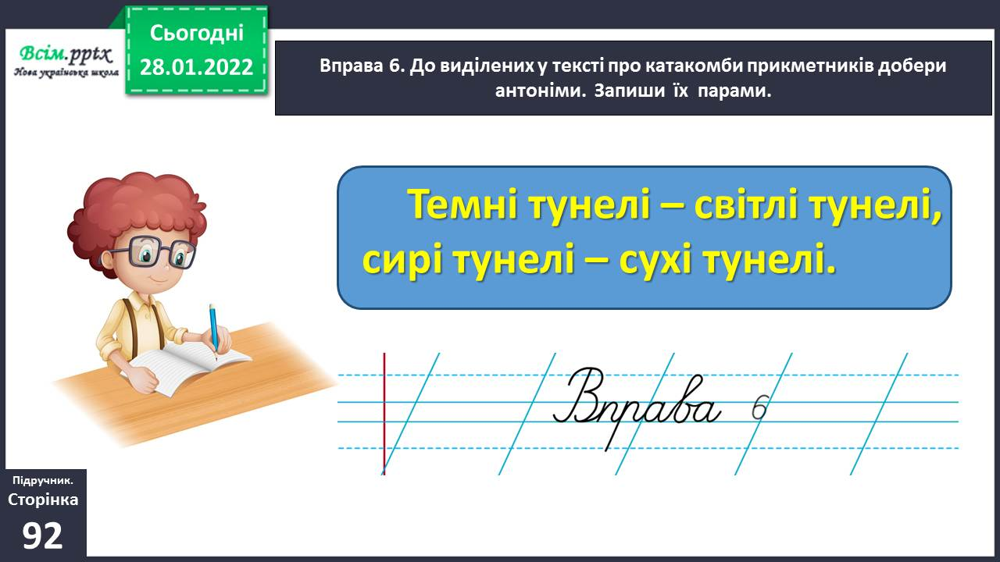 Всім.pptx
Нова українська школа
Сьогодні
28.01.2022
Вправа 6. До виділених у тексті про катакомби прикметників добери
антоніми. Запиши їх парами.
Темні тунелі – світлі тунелі,
сирі тунелі – сухі тунелі.
Вправа 6
Підручник.
Сторінка
92